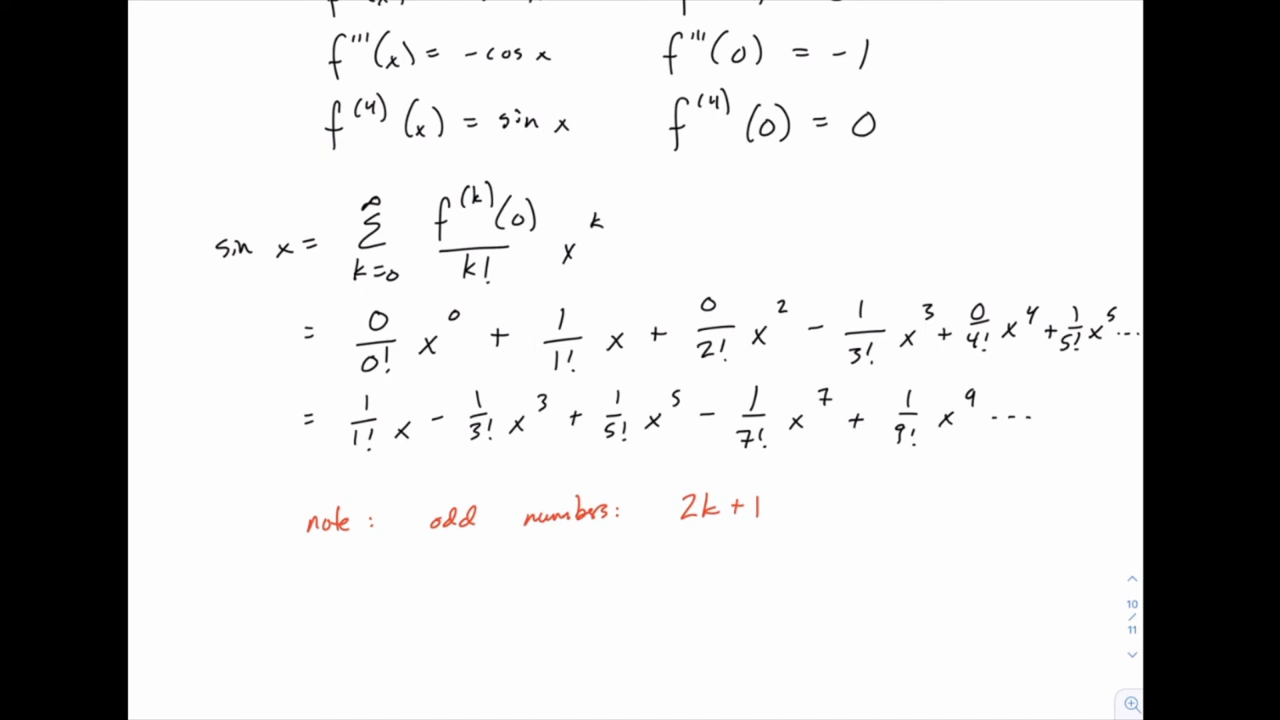 f'''(x) = -cos x f'''(0) = -1
f^(4)(x) = sin x f^(4)(0) = 0
sin x = ∑_{k=0}^{∞} f^(k)(0)/k! x^k
= 0/0! x^0 + 1/1! x + 0/2! x^2 - 1/3! x^3 + 0/4! x^4 + 1/5! x^5 ...
= 1/1! x - 1/3! x^3 + 1/5! x^5 - 1/7! x^7 + 1/9! x^9 ...
note: odd numbers: 2k+1
10
/
11